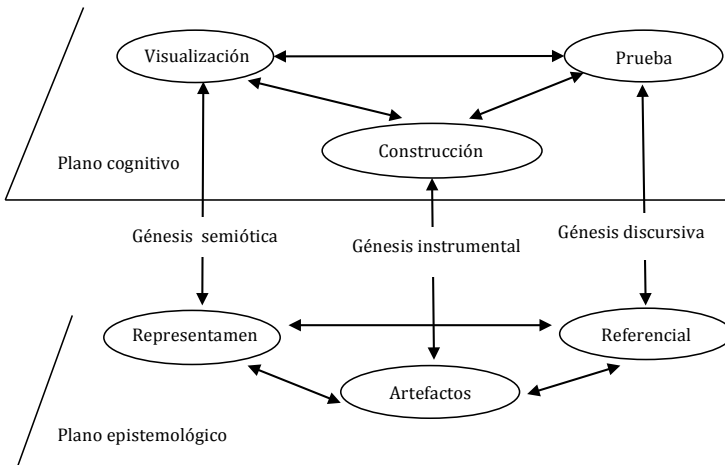 Visualización
Prueba
Construcción
Plano cognitivo
Génesis semiótica
Génesis instrumental
Génesis discursiva
Representamen
Referencial
Artefactos
Plano epistemológico